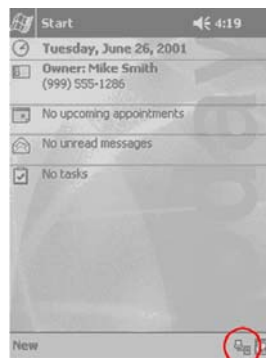 Start 4:19
Tuesday, June 26, 2001
Owner: Mike Smith
(999) 555-1286
No upcoming appointments
No unread messages
No tasks
New